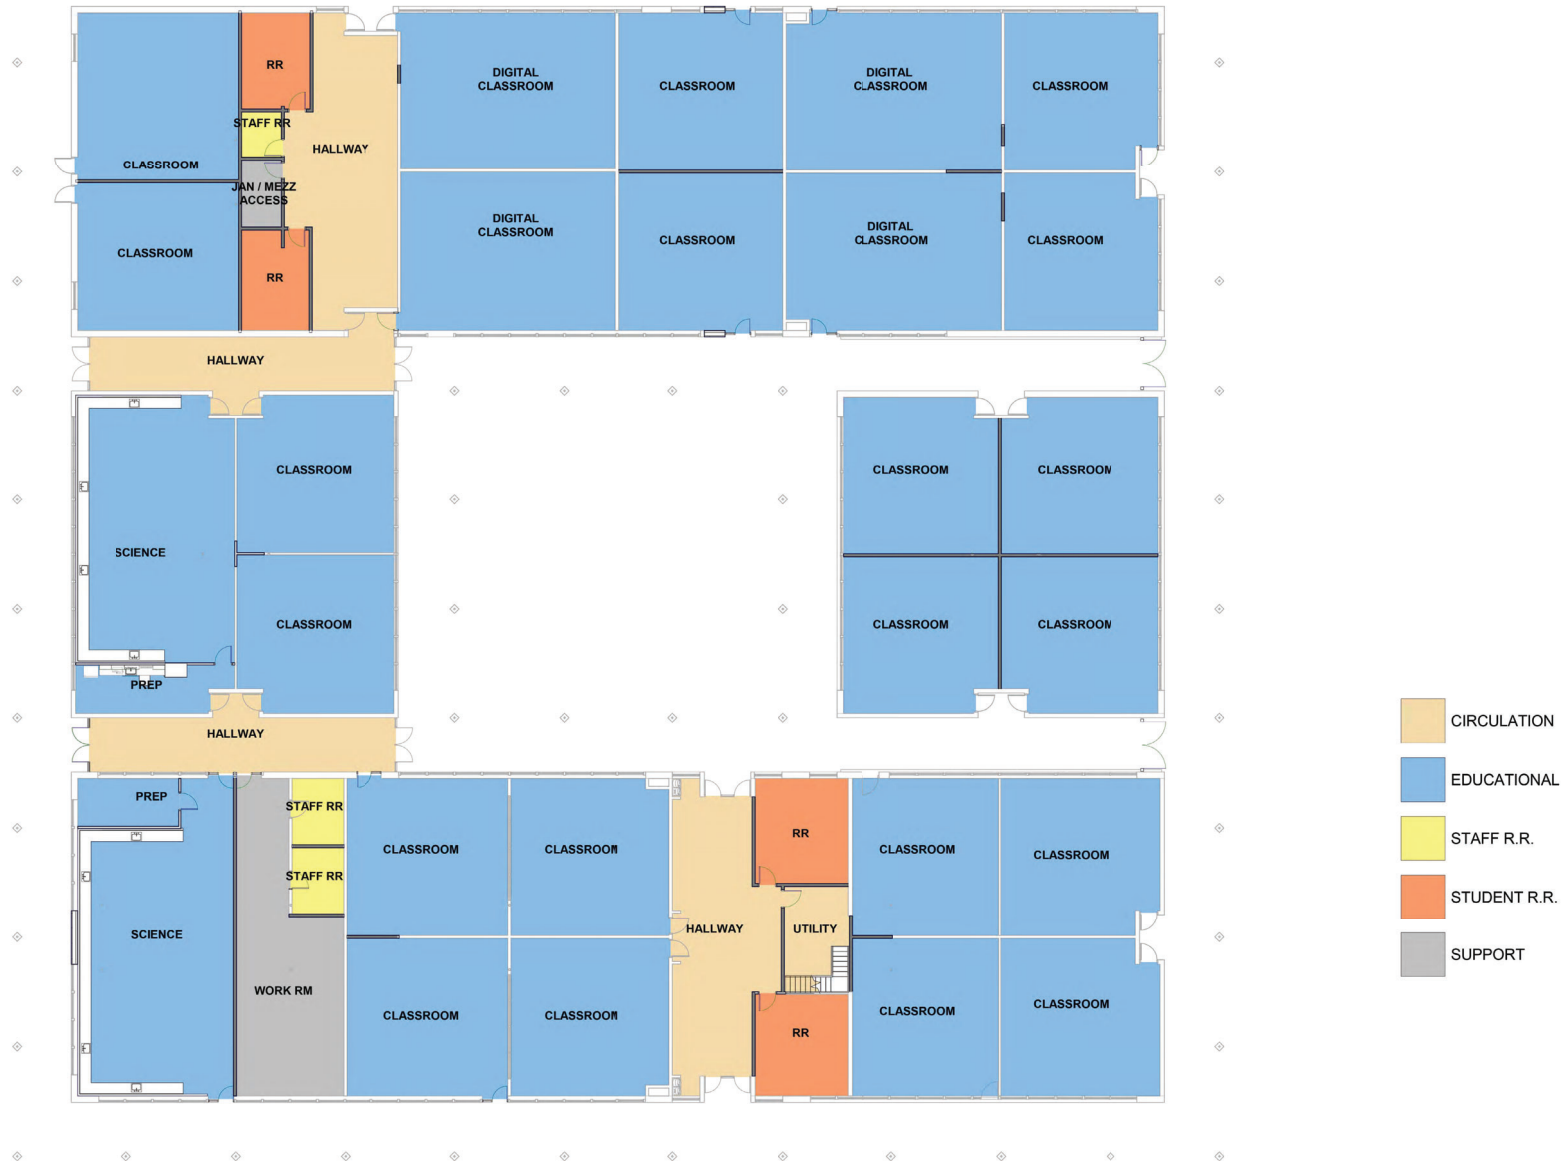 RR
DIGITAL
CLASSROOM
CLASSROOM
DIGITAL
CLASSROOM
CLASSROOM
STAFF RR
HALLWAY
CLASSROOM
JAN / MEZZ
ACCESS
CLASSROOM
RR
DIGITAL
CLASSROOM
CLASSROOM
DIGITAL
CLASSROOM
CLASSROOM
HALLWAY
CLASSROOM
CLASSROOM
CLASSROOM
SCIENCE
CLASSROOM
CLASSROOM
CLASSROOM
PREP
HALLWAY
PREP
STAFF RR
STAFF RR
CLASSROOM
CLASSROOM
RR
CLASSROOM
CLASSROOM
SCIENCE
HALLWAY
UTILITY
WORK RM
CLASSROOM
CLASSROOM
RR
CLASSROOM
CLASSROOM
CIRCULATION
EDUCATIONAL
STAFF R.R.
STUDENT R.R.
SUPPORT